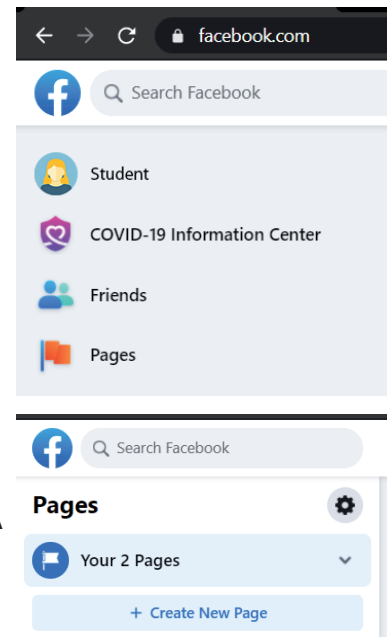 facebook.com
Search Facebook
Student
COVID-19 Information Center
Friends
Pages
Search Facebook
Pages
Your 2 Pages
+ Create New Page